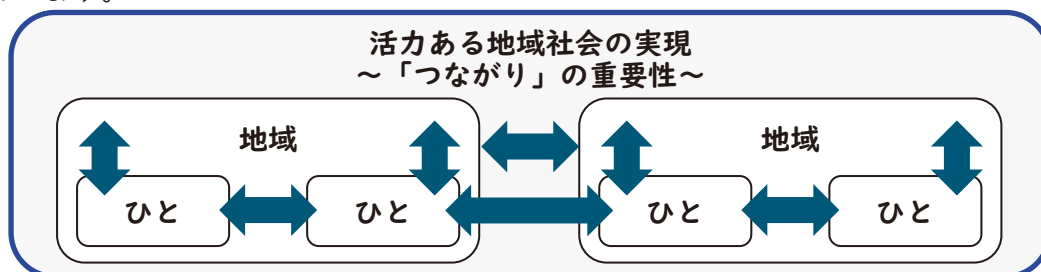 活力ある地域社会の実現
～「つながり」の重要性～
地域
地域
ひと
ひと
ひと
ひと